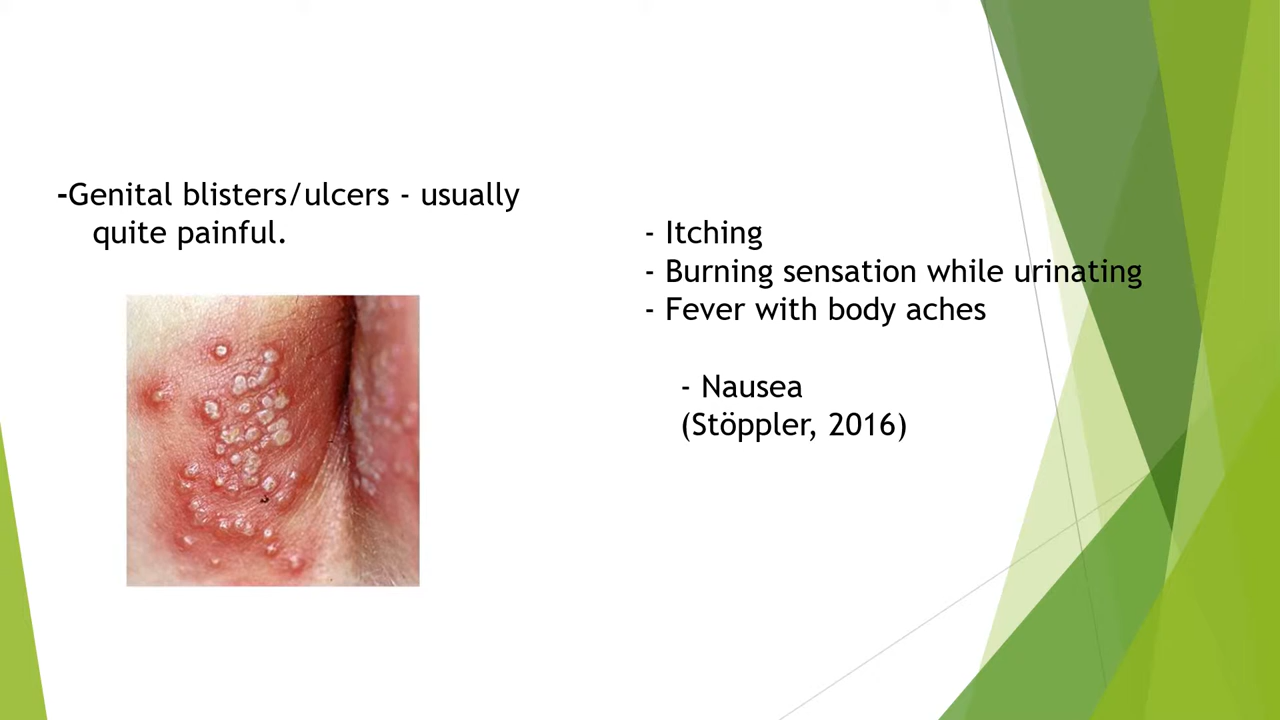 -Genital blisters/ulcers - usually
quite painful.
- Itching
- Burning sensation while urinating
- Fever with body aches
- Nausea
(Stöppler, 2016)